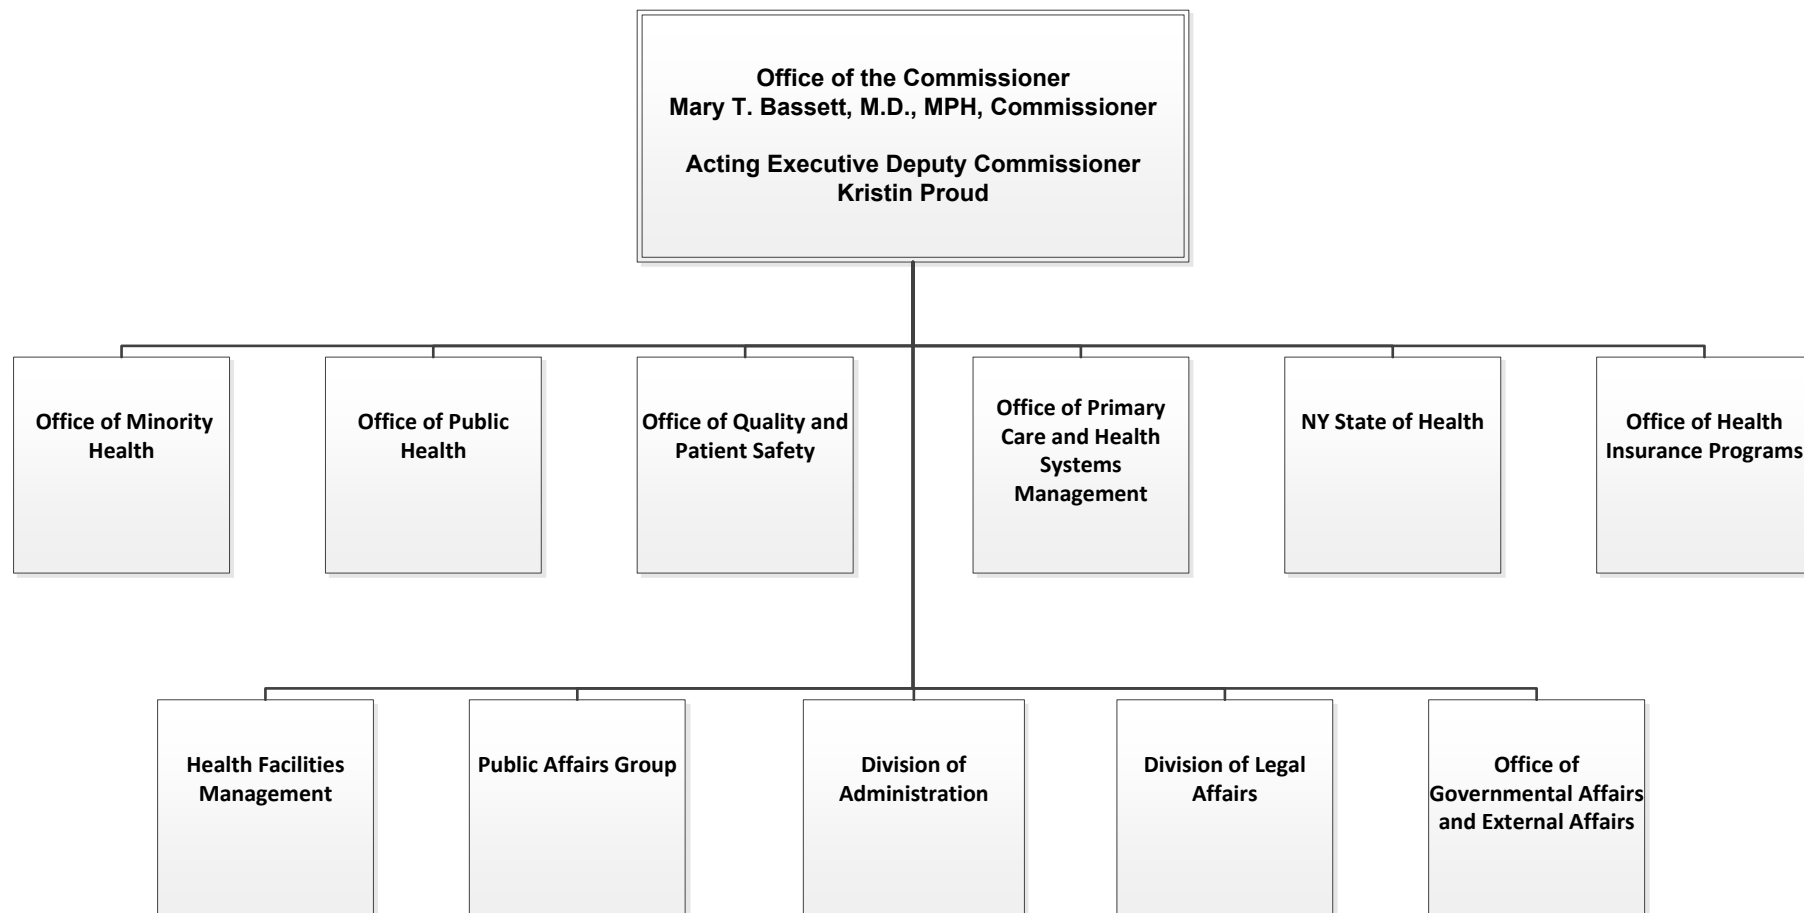 Office of the Commissioner
Mary T. Bassett, M.D., MPH, Commissioner
Acting Executive Deputy Commissioner
Kristin Proud
Office of Minority
Health
Office of Public
Health
Office of Quality and
Patient Safety
Office of Primary
Care and Health
Systems
Management
NY State of Health
Office of Health
Insurance Programs
Health Facilities
Management
Public Affairs Group
Division of
Administration
Division of Legal
Affairs
Office of
Governmental Affairs
and External Affairs